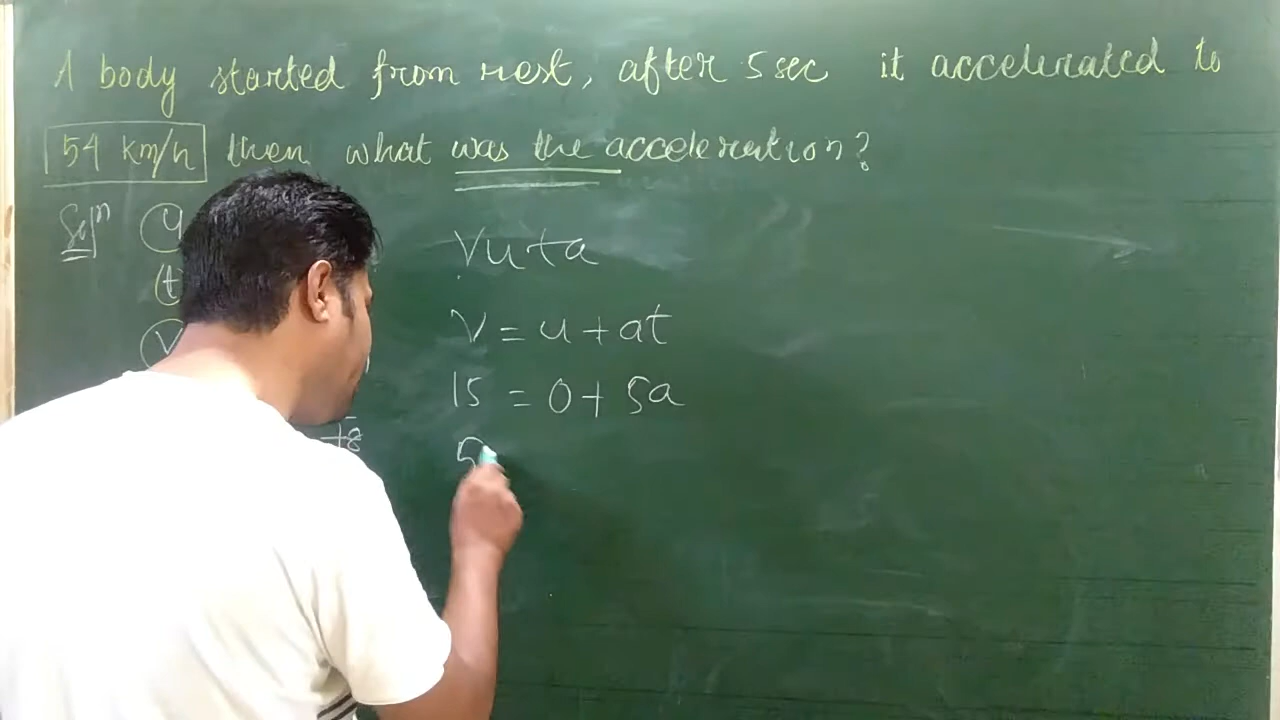 A body started from rest, after 5 sec it accelerated to
54 km/h then what was the acceleration?
Solⁿ u
(t)
V
V u t a
v = u + at
15 = 0 + 5a
5